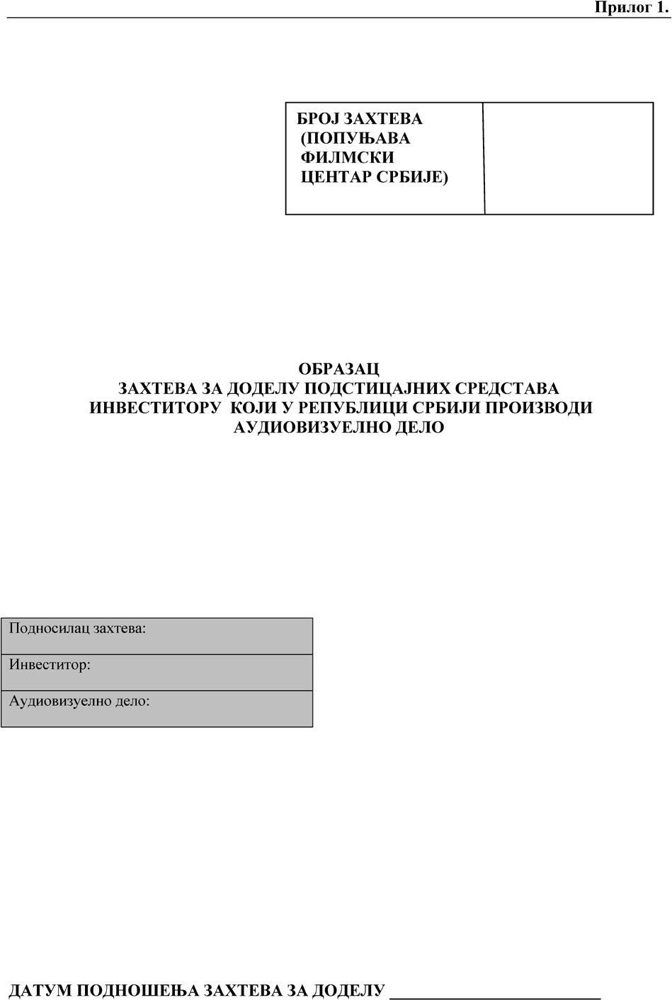 Прилог 1.
БРОЈ ЗАХТЕВА
(ПОПУЊАВА
ФИЛМСКИ
ЦЕНТАР СРБИЈЕ)
ОБРАЗАЦ
ЗАХТЕВА ЗА ДОДЕЛУ ПОДСТИЦАЈНИХ СРЕДСТАВА
ИНВЕСТИТОРУ КОЈИ У РЕПУБЛИЦИ СРБИЈИ ПРОИЗВОДИ
АУДИОВИЗУЕЛНО ДЕЛО
Подносилац захтева:
Инвеститор:
Аудиовизуелно дело:
ДАТУМ ПОДНОШЕЊА ЗАХТЕВА ЗА ДОДЕЛУ